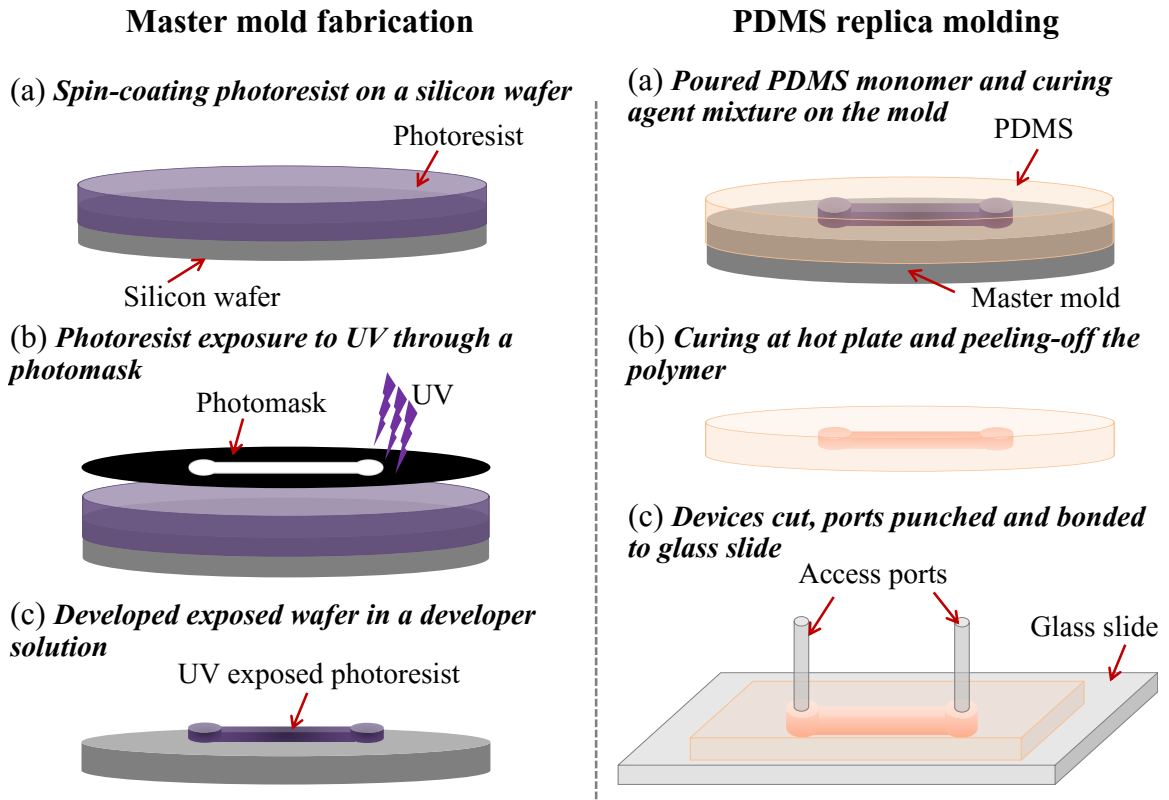 Master mold fabrication
(a) Spin-coating photoresist on a silicon wafer
Photoresist
Silicon wafer
(b) Photoresist exposure to UV through a
photomask
Photomask
UV
(c) Developed exposed wafer in a developer
solution
UV exposed photoresist
PDMS replica molding
(a) Poured PDMS monomer and curing
agent mixture on the mold
PDMS
Master mold
(b) Curing at hot plate and peeling-off the
polymer
(c) Devices cut, ports punched and bonded
to glass slide
Access ports
Glass slide